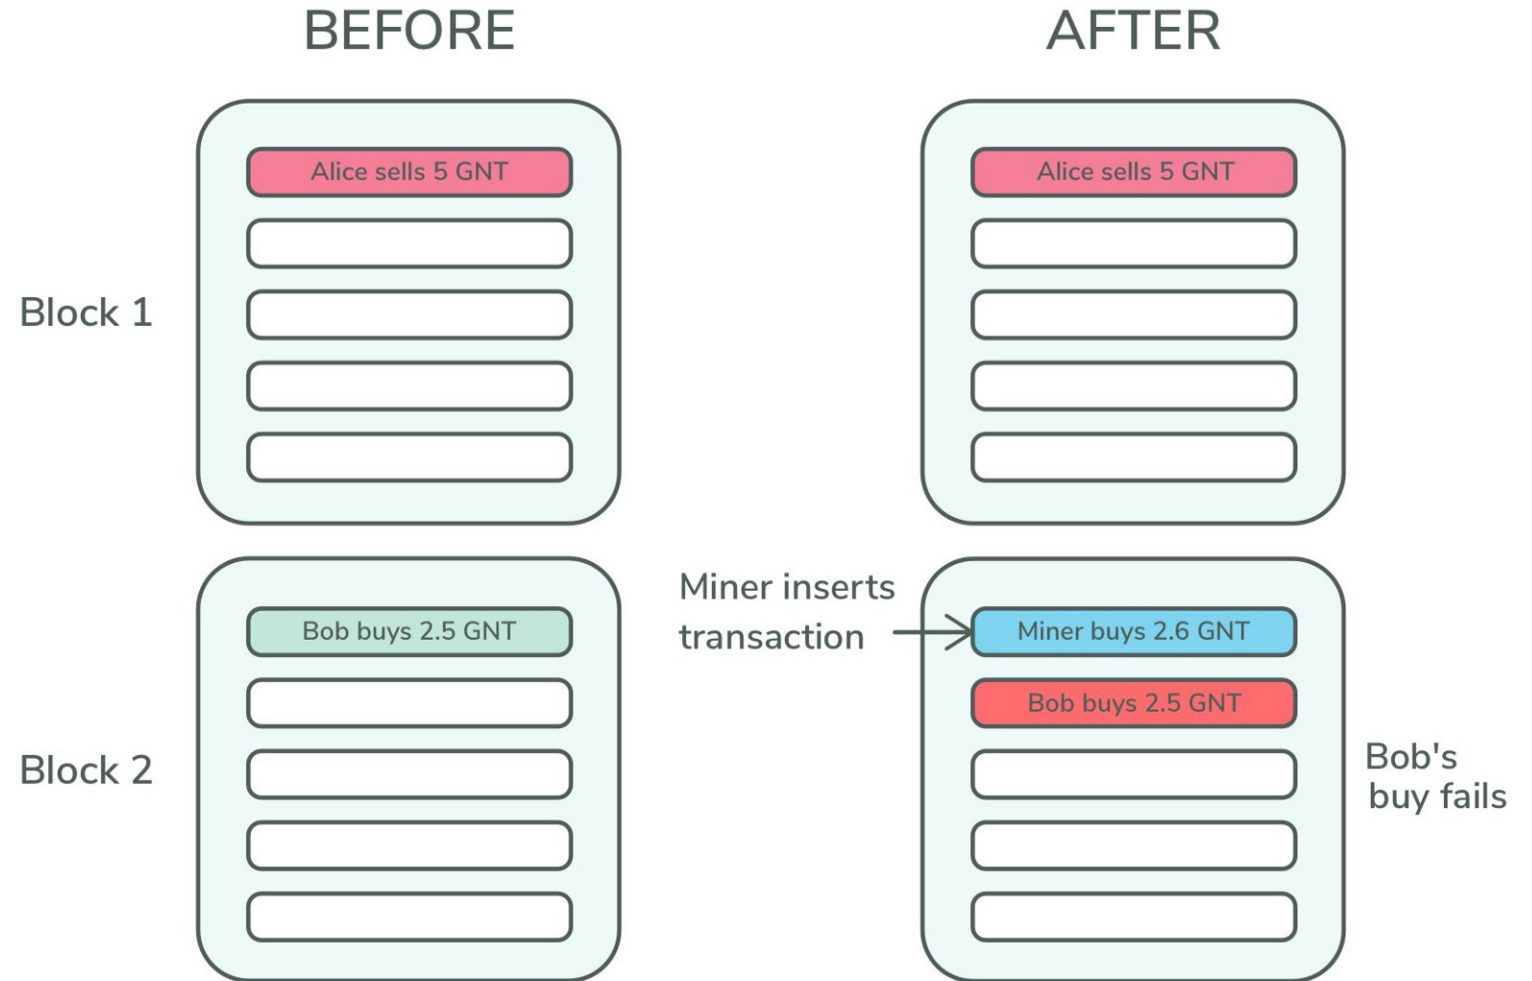 BEFORE
AFTER
Block 1
Alice sells 5 GNT
Alice sells 5 GNT
Block 2
Bob buys 2.5 GNT
Miner inserts
transaction
Miner buys 2.6 GNT
Bob buys 2.5 GNT
Bob's
buy fails